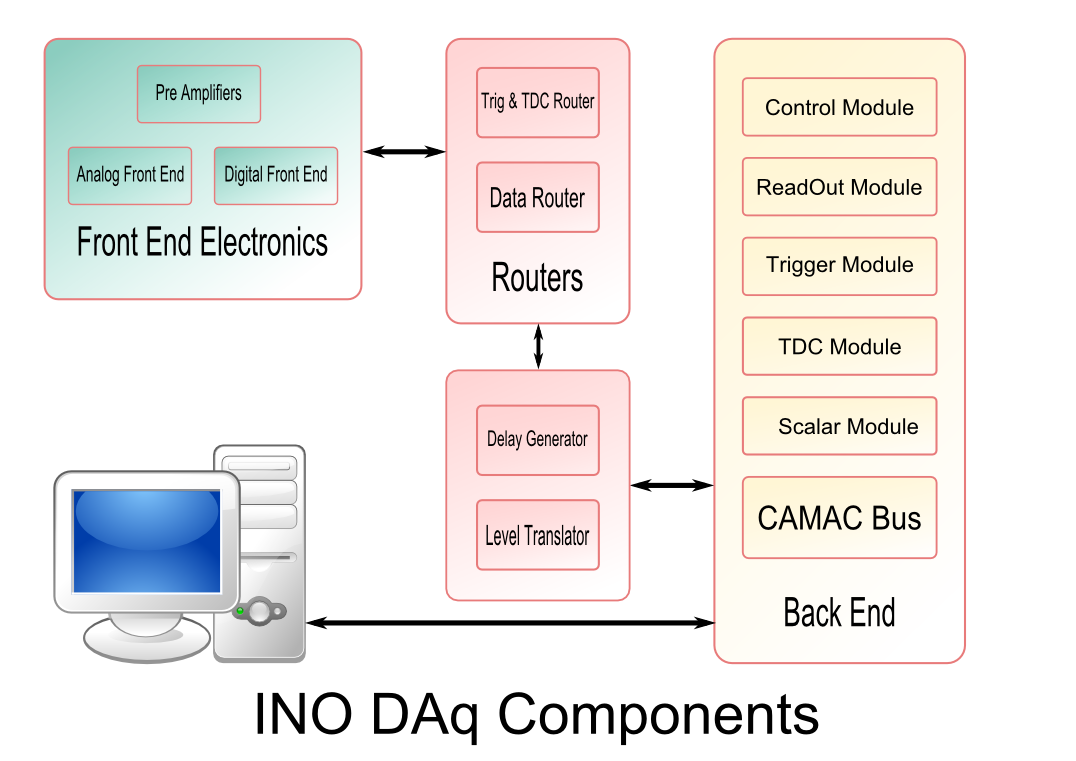 Pre Amplifiers
Analog Front End
Digital Front End
Front End Electronics
Trig & TDC Router
Data Router
Routers
Delay Generator
Level Translator
Control Module
ReadOut Module
Trigger Module
TDC Module
Scalar Module
CAMAC Bus
Back End
INO DAq Components